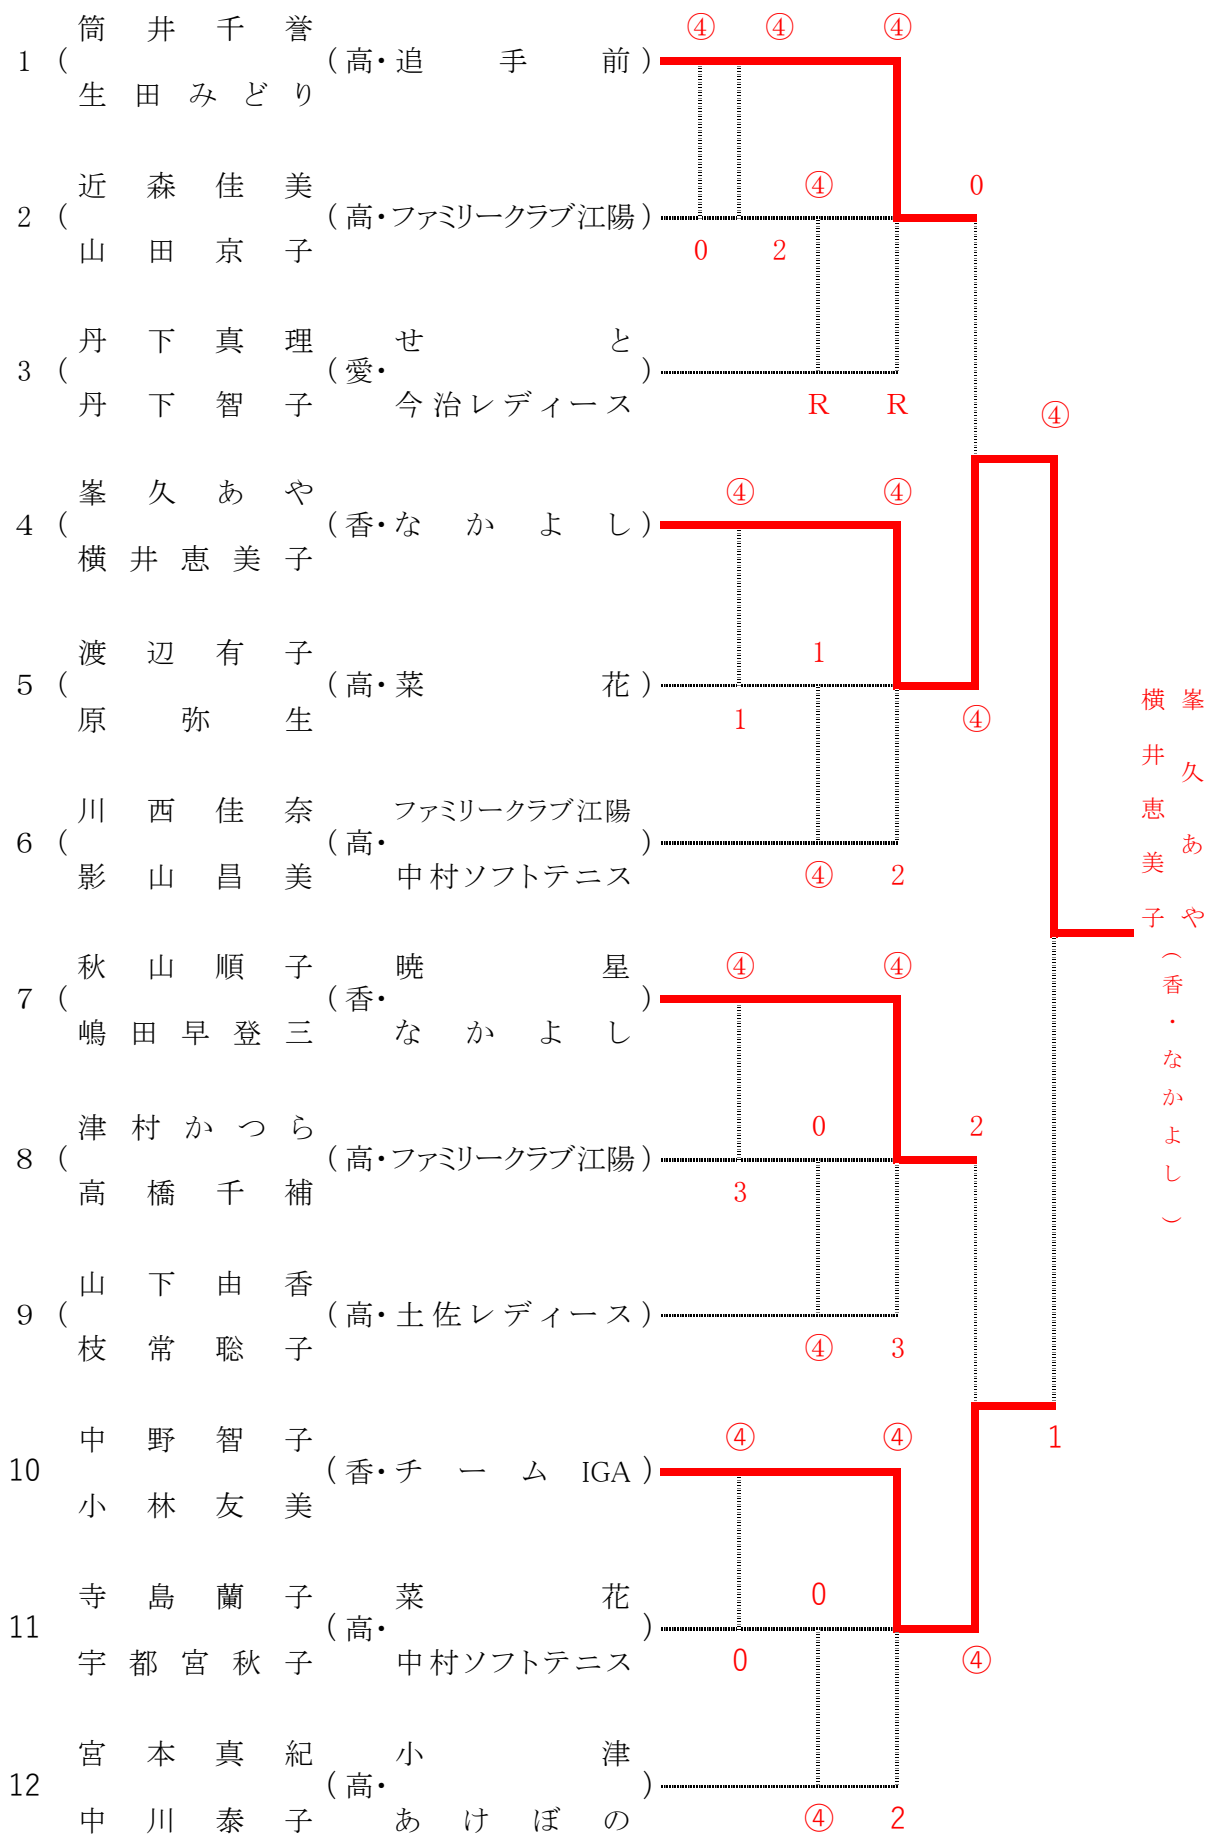 筒井千誉 ④ ④ ④
1 ( (高・追手前)
生田みどり
近森佳美 ④ 0
2 ( (高・ファミリークラブ江陽)
山田京子 0 2
丹下真理 せと
3 ( (愛・ )
丹下智子 今治レディース R R
④
峯久あや ④ ④
4 ( (香・なかよし)
横井恵美子
渡辺有子 1
5 ( (高・菜花)
原弥生 1 ④
川西佳奈 ファミリークラブ江陽
6 ( (高・ )
影山昌美 中村ソフトテニス ④ 2
秋山順子 暁星 ④ ④
7 ( (香・ )
嶋田早登三 なかよし
津村かつら 0 2
8 ( (高・ファミリークラブ江陽)
高橋千補 3
山下由香
9 ( (高・土佐レディース)
枝常聡子 ④ 3
中野智子 ④ ④ 1
10 (香・チームIGA)
小林友美
寺島蘭子 菜花 0
11 (高・ )
宇都宮秋子 中村ソフトテニス 0 ④
宮本真紀 小津
12 (高・ )
中川泰子 あけぼの ④ 2
峯久あや
横井恵美子
(香・なかよし)